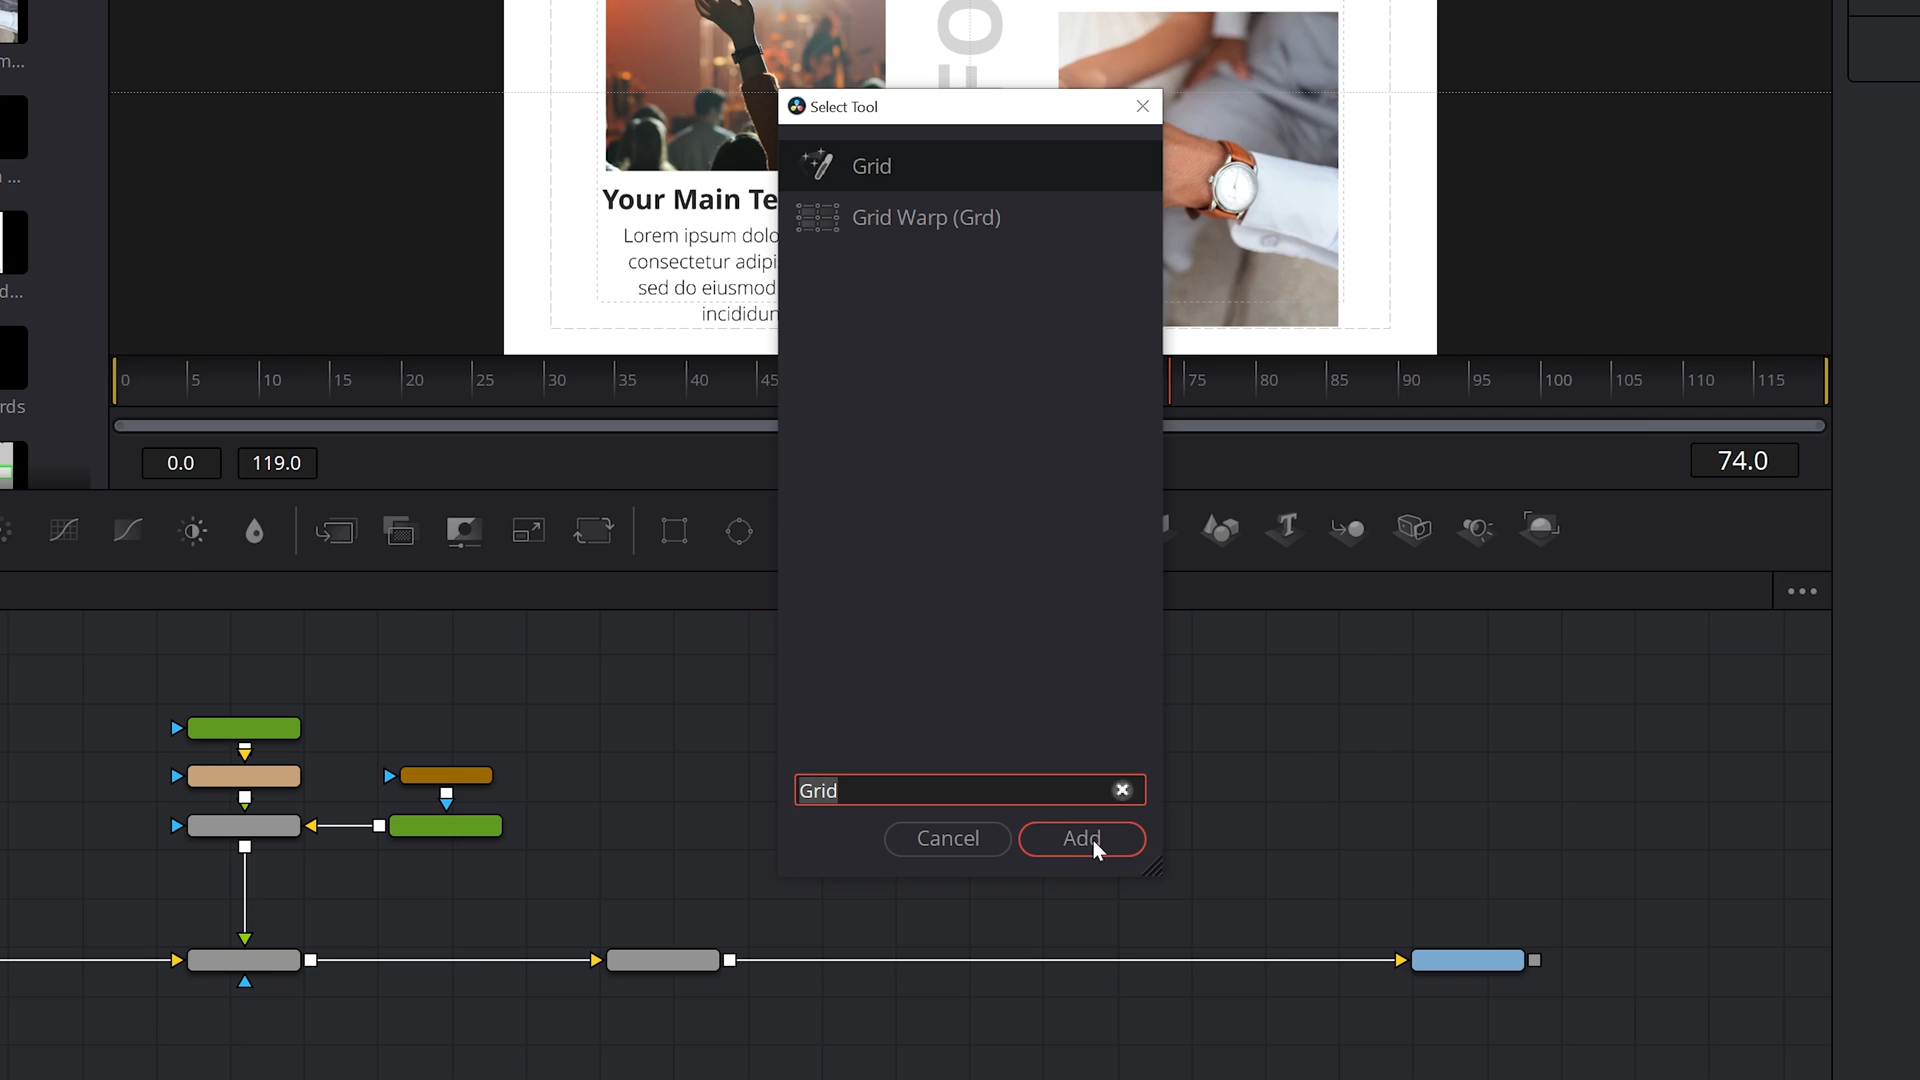 m...
...
d...
rds
EO
Your Main Te
Lorem ipsum dolo
consectetur adipi
sed do eiusmod
incididun
Select Tool
Grid
Grid Warp (Grd)
Grid
Cancel
Add
0 5 10 15 20 25 30 35 40 45 75 80 85 90 95 100 105 110 115
0.0 119.0 74.0